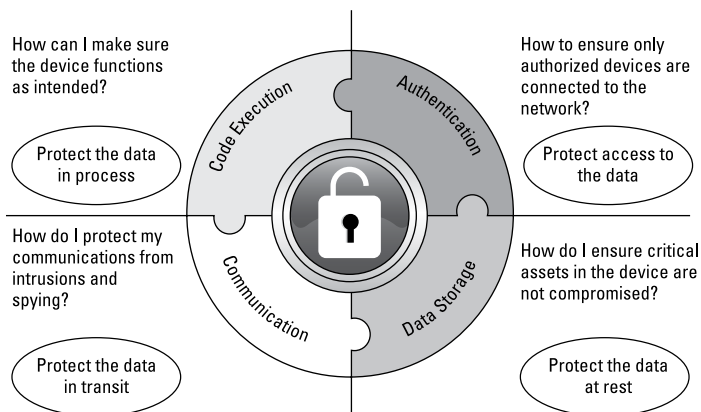 How can I make sure
the device functions
as intended?
Protect the data
in process
Code Execution
Authentication
How to ensure only
authorized devices are
connected to the
network?
Protect access to
the data
How do I protect my
communications from
intrusions and
spying?
Protect the data
in transit
Communication
Data Storage
How do I ensure critical
assets in the device are
not compromised?
Protect the data
at rest